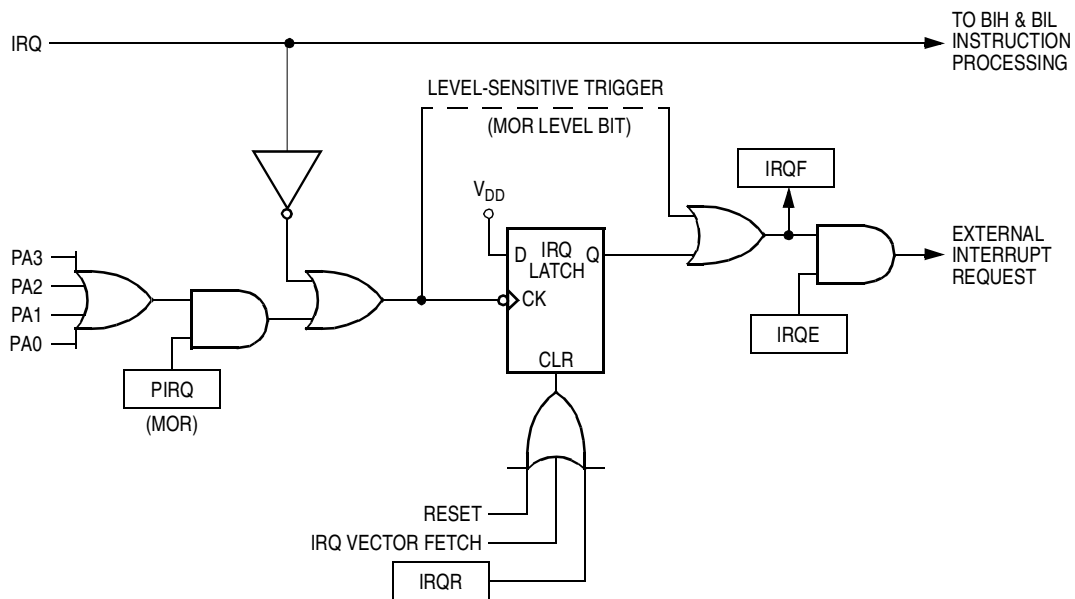 IRQ
TO BIH & BIL
INSTRUCTION
PROCESSING
LEVEL-SENSITIVE TRIGGER
(MOR LEVEL BIT)
IRQF
VDD
PA3
PA2
PA1
PA0
D
IRQ
LATCH
Q
CK
CLR
EXTERNAL
INTERRUPT
REQUEST
IRQE
PIRQ
(MOR)
RESET
IRQ VECTOR FETCH
IRQR